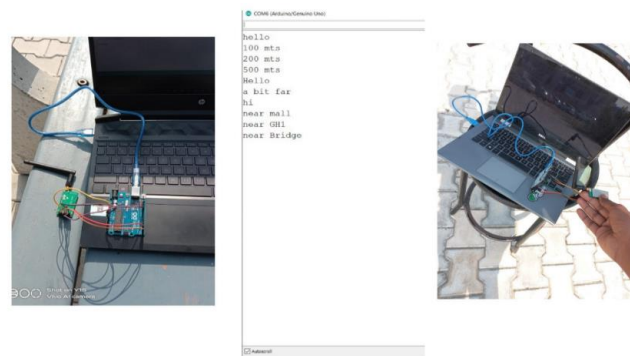 COM6 (Arduino/Genuino Uno)
hello
100 mts
200 mts
500 mts
Hello
a bit far
hi
near mall
near GH1
near Bridge
Autoscroll